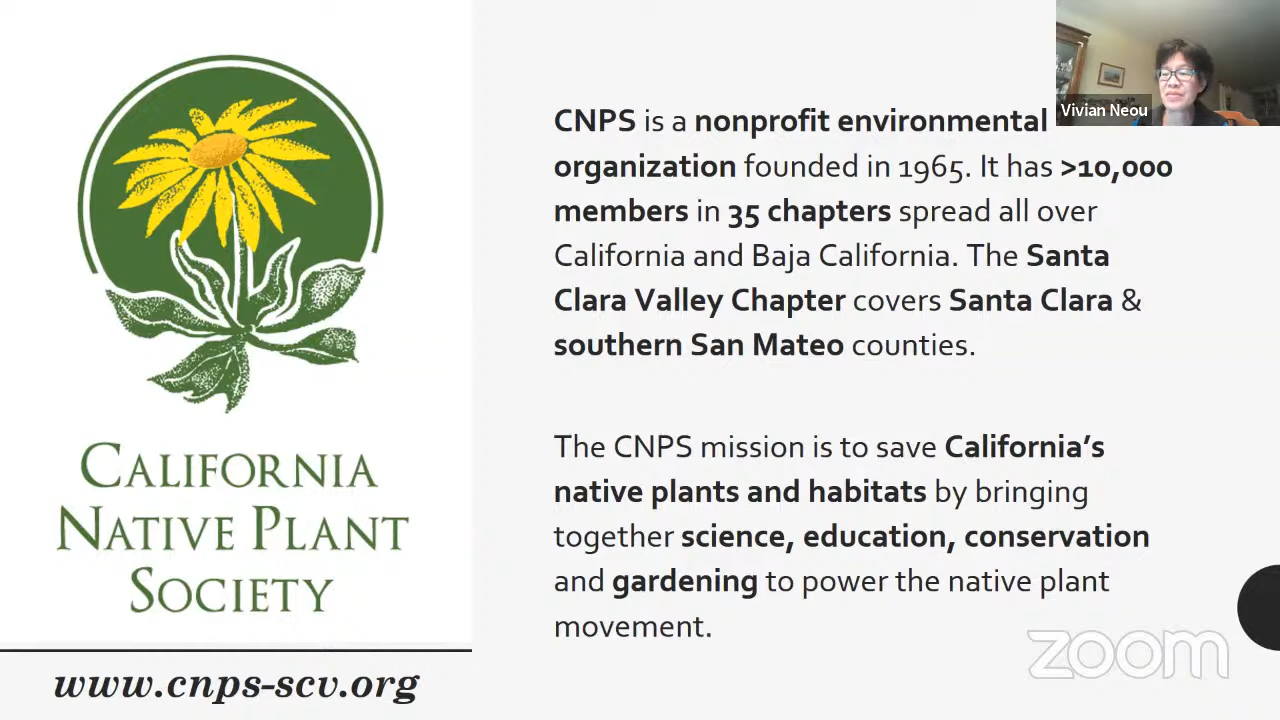 CNPS is a nonprofit environmental
organization founded in 1965. It has >10,000
members in 35 chapters spread all over
California and Baja California. The Santa
Clara Valley Chapter covers Santa Clara &
southern San Mateo counties.
The CNPS mission is to save California’s
native plants and habitats by bringing
together science, education, conservation
and gardening to power the native plant
movement.
CALIFORNIA
NATIVE PLANT
SOCIETY
www.cnps-scv.org
Vivian Neou
zoom